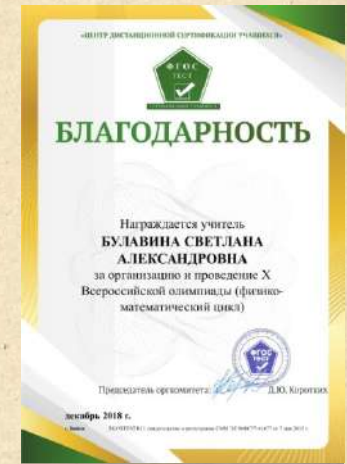 «ЦЕНТР ДИСТАНЦИОННОЙ СЕРТИФИКАЦИИ УЧАЩИХСЯ»
ФГОС
ТЕСТ
БЛАГОДАРНОСТЬ
Награждается учитель
БУЛАВИНА СВЕТЛАНА
АЛЕКСАНДРОВНА
за организацию и проведение X
Всероссийской олимпиады (физико-
математический цикл)
ФГОС
ТЕСТ
Председатель оргкомитета: Д.Ю. Коротких
декабрь 2018 г.
г. Бийск